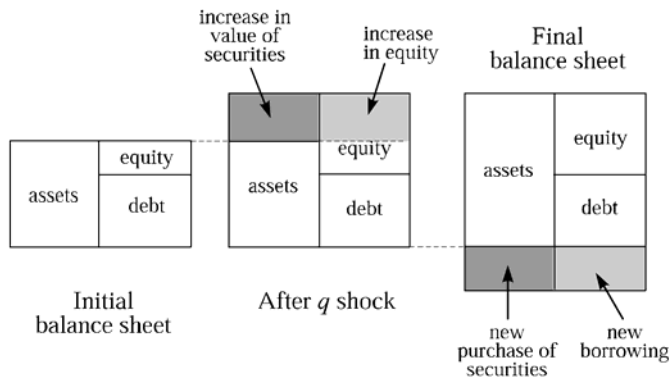 increase in
value of
securities
increase
in equity
Final
balance sheet
assets
equity
debt
assets
equity
debt
assets
equity
debt
Initial
balance sheet
After q shock
new
purchase of
securities
new
borrowing